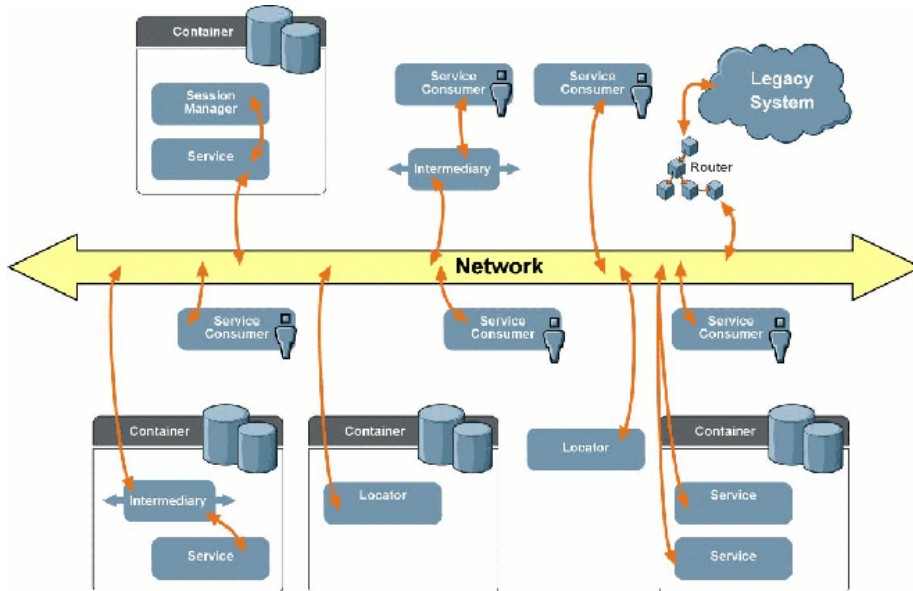 Container
Session
Manager
Service
Service
Consumer
Intermediary
Service
Consumer
Legacy
System
Router
Network
Service
Consumer
Service
Consumer
Service
Consumer
Container
Intermediary
Service
Container
Locator
Locator
Container
Service
Service